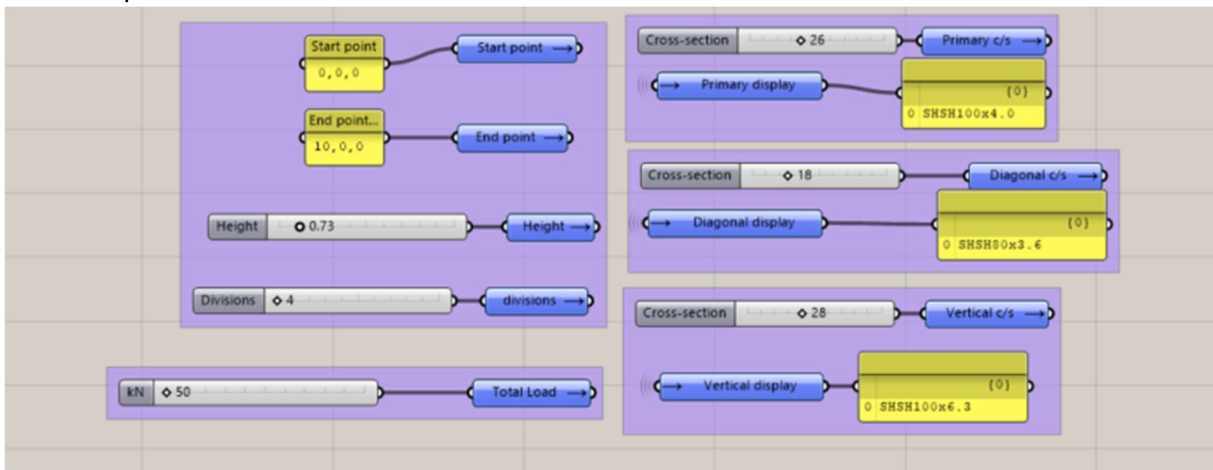 Start point
0,0,0
Start point
End point...
10,0,0
End point
Height
0.73
Height
Divisions
4
divisions
kN
50
Total Load
Cross-section
26
Primary c/s
Primary display
{0}
0 SHSH100x4.0
Cross-section
18
Diagonal c/s
Diagonal display
{0}
0 SHSH80x3.6
Cross-section
28
Vertical c/s
Vertical display
{0}
0 SHSH100x6.3